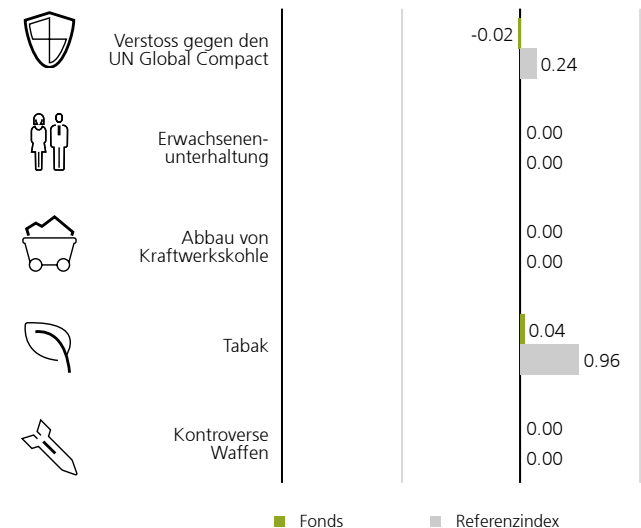 Verstoss gegen den
UN Global Compact
-0.02
0.24
Erwachsenen-
unterhaltung
0.00
0.00
Abbau von
Kraftwerkskohle
0.00
0.00
Tabak
0.04
0.96
Kontroverse
Waffen
0.00
0.00
Fonds
Referenzindex